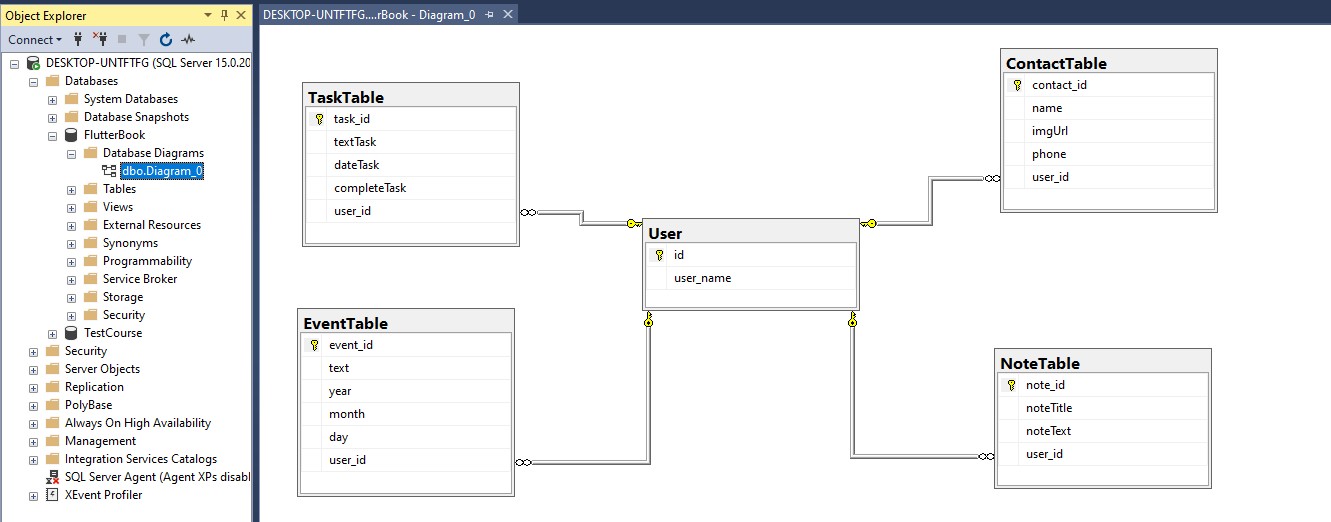 Object Explorer
Connect
DESKTOP-UNTFTFG (SQL Server 15.0.20
Databases
System Databases
Database Snapshots
FlutterBook
Database Diagrams
dbo.Diagram_0
Tables
Views
External Resources
Synonyms
Programmability
Service Broker
Storage
Security
TestCourse
Security
Server Objects
Replication
PolyBase
Always On High Availability
Management
Integration Services Catalogs
SQL Server Agent (Agent XPs disabl
XEvent Profiler
DESKTOP-UNTFTFG....rBook - Diagram_0
TaskTable
task_id
textTask
dateTask
completeTask
user_id
ContactTable
contact_id
name
imgUrl
phone
user_id
User
id
user_name
EventTable
event_id
text
year
month
day
user_id
NoteTable
note_id
noteTitle
noteText
user_id